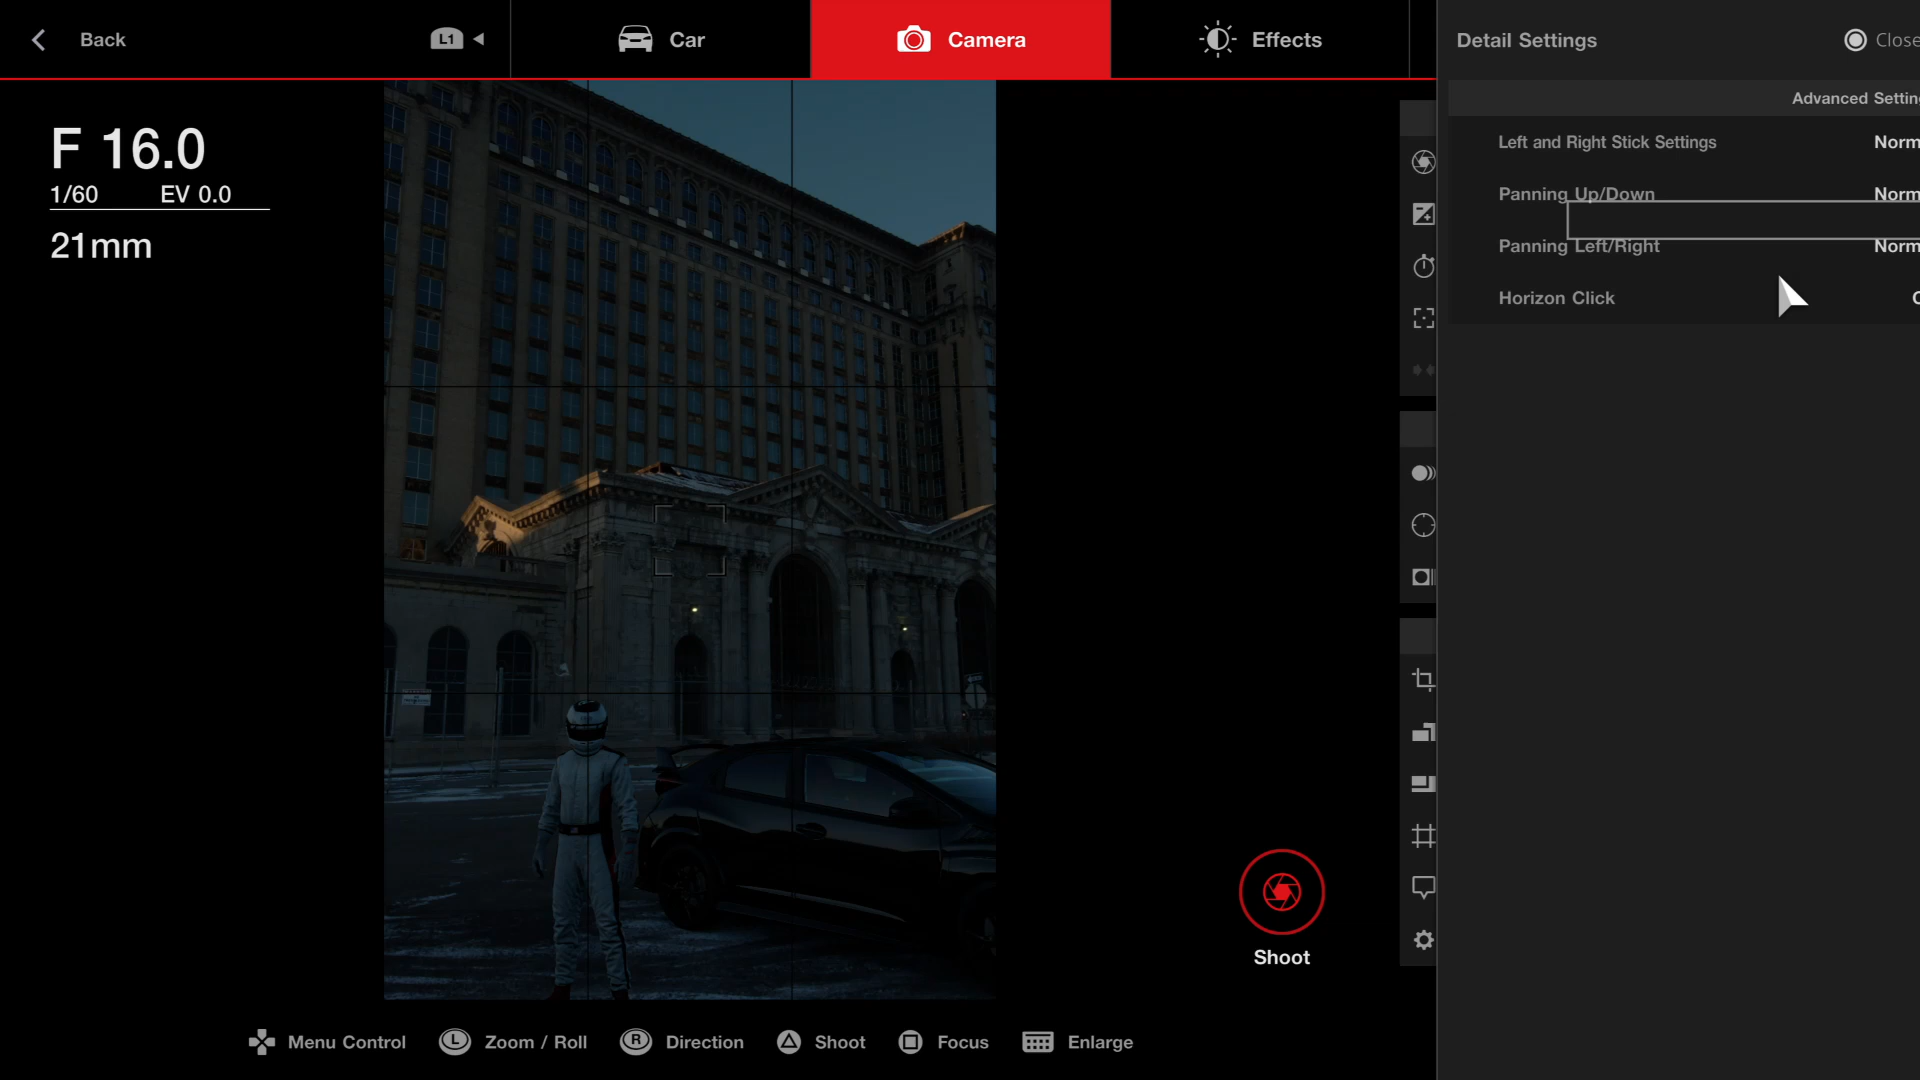 Back
L1
Car
Camera
Effects
Detail Settings
Close
F 16.0
1/60 EV 0.0
21mm
Advanced Settin
Left and Right Stick Settings Norm
Panning Up/Down Norm
Panning Left/Right Norm
Horizon Click
Shoot
Menu Control
L Zoom / Roll
R Direction
Shoot
Focus
Enlarge